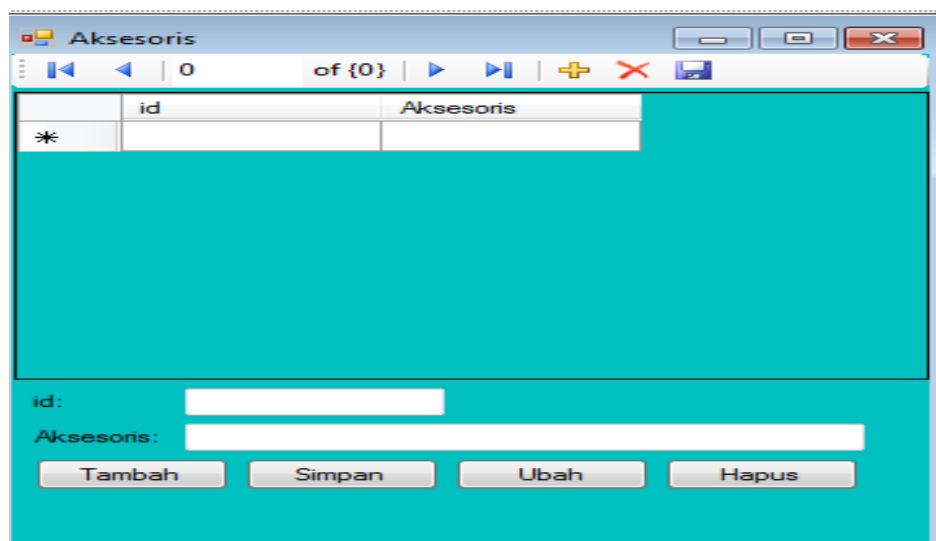 Aksesoris
0 of {0}
id Aksesoris
id:
Aksesoris:
Tambah Simpan Ubah Hapus